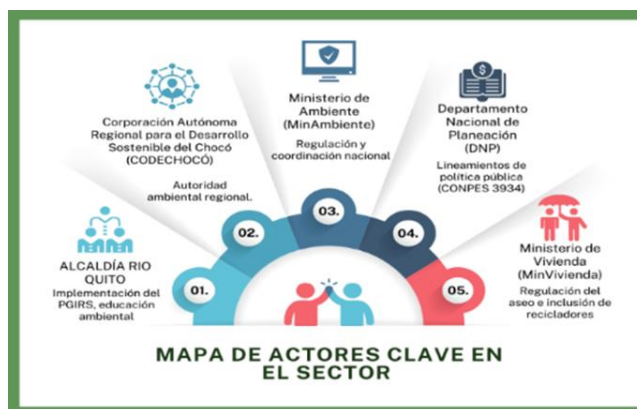 ALCALDÍA RIO
QUITO
Implementación del
PGIRS, educación
ambiental
01.
Corporación Autónoma
Regional para el Desarrollo
Sostenible del Chocó
(CODECHOCÓ)
Autoridad
ambiental regional.
02.
Ministerio de
Ambiente
(MinAmbiente)
Regulación y
coordinación nacional
03.
Departamento
Nacional de
Planeación
(DNP)
Lineamientos de
política pública
(CONPES 3934)
04.
Ministerio de
Vivienda
(MinVivienda)
Regulación del
aseo e inclusión de
recicladores
05.
MAPA DE ACTORES CLAVE EN
EL SECTOR